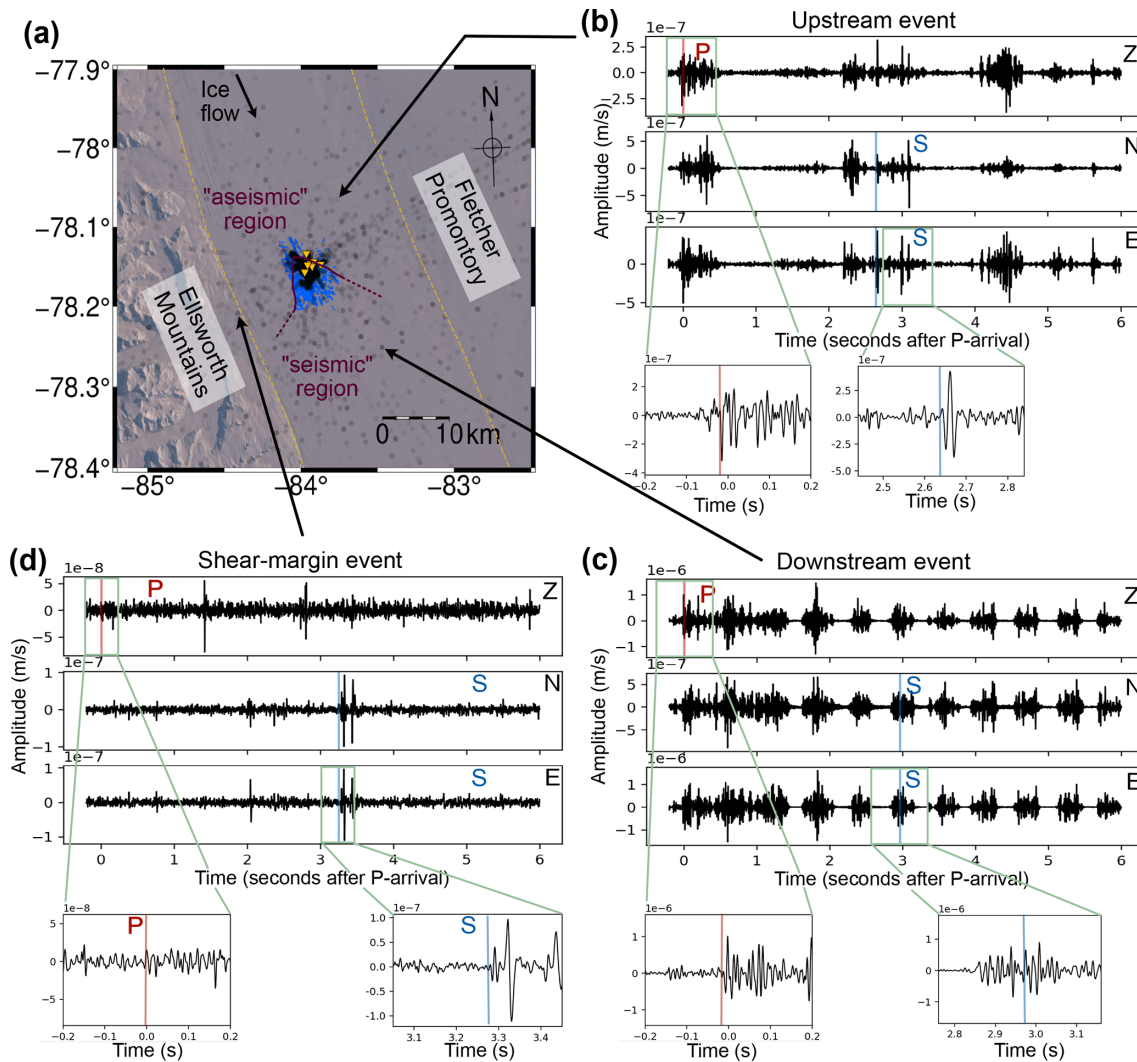 (a)
−77.9°
−78°
−78.1°
−78.2°
−78.3°
−78.4°
−85°
−84°
−83°
Ice
flow
N
"aseismic"
region
Fletcher
Promontory
Ellsworth
Mountains
"seismic"
region
0
10 km
(b)
Upstream event
1e−7
2.5
0.0
−2.5
P
Z
1e−7
5
0
−5
S
N
1e−7
5
0
−5
S
E
Amplitude (m/s)
0
1
2
3
4
5
6
Time (seconds after P-arrival)
1e−7
2
0
−2
−4
−0.2
−0.1
0.0
0.1
0.2
Time (s)
1e−7
2.5
0.0
−2.5
−5.0
2.5
2.6
2.7
2.8
Time (s)
(d)
Shear-margin event
1e−8
5
0
−5
P
Z
1e−7
1
0
−1
S
N
1e−7
1
0
−1
S
E
Amplitude (m/s)
0
1
2
3
4
5
6
Time (seconds after P-arrival)
1e−8
5
0
−5
P
−0.2
−0.1
0.0
0.1
0.2
Time (s)
1e−7
1.0
0.5
0.0
−0.5
−1.0
S
3.1
3.2
3.3
3.4
Time (s)
(c)
Downstream event
1e−6
1
0
−1
P
Z
1e−7
5
0
−5
S
N
1e−6
1
0
−1
S
E
Amplitude (m/s)
0
1
2
3
4
5
6
Time (seconds after P-arrival)
1e−6
1
0
−1
−0.2
−0.1
0.0
0.1
0.2
Time (s)
1e−6
1
0
−1
2.8
2.9
3.0
3.1
Time (s)